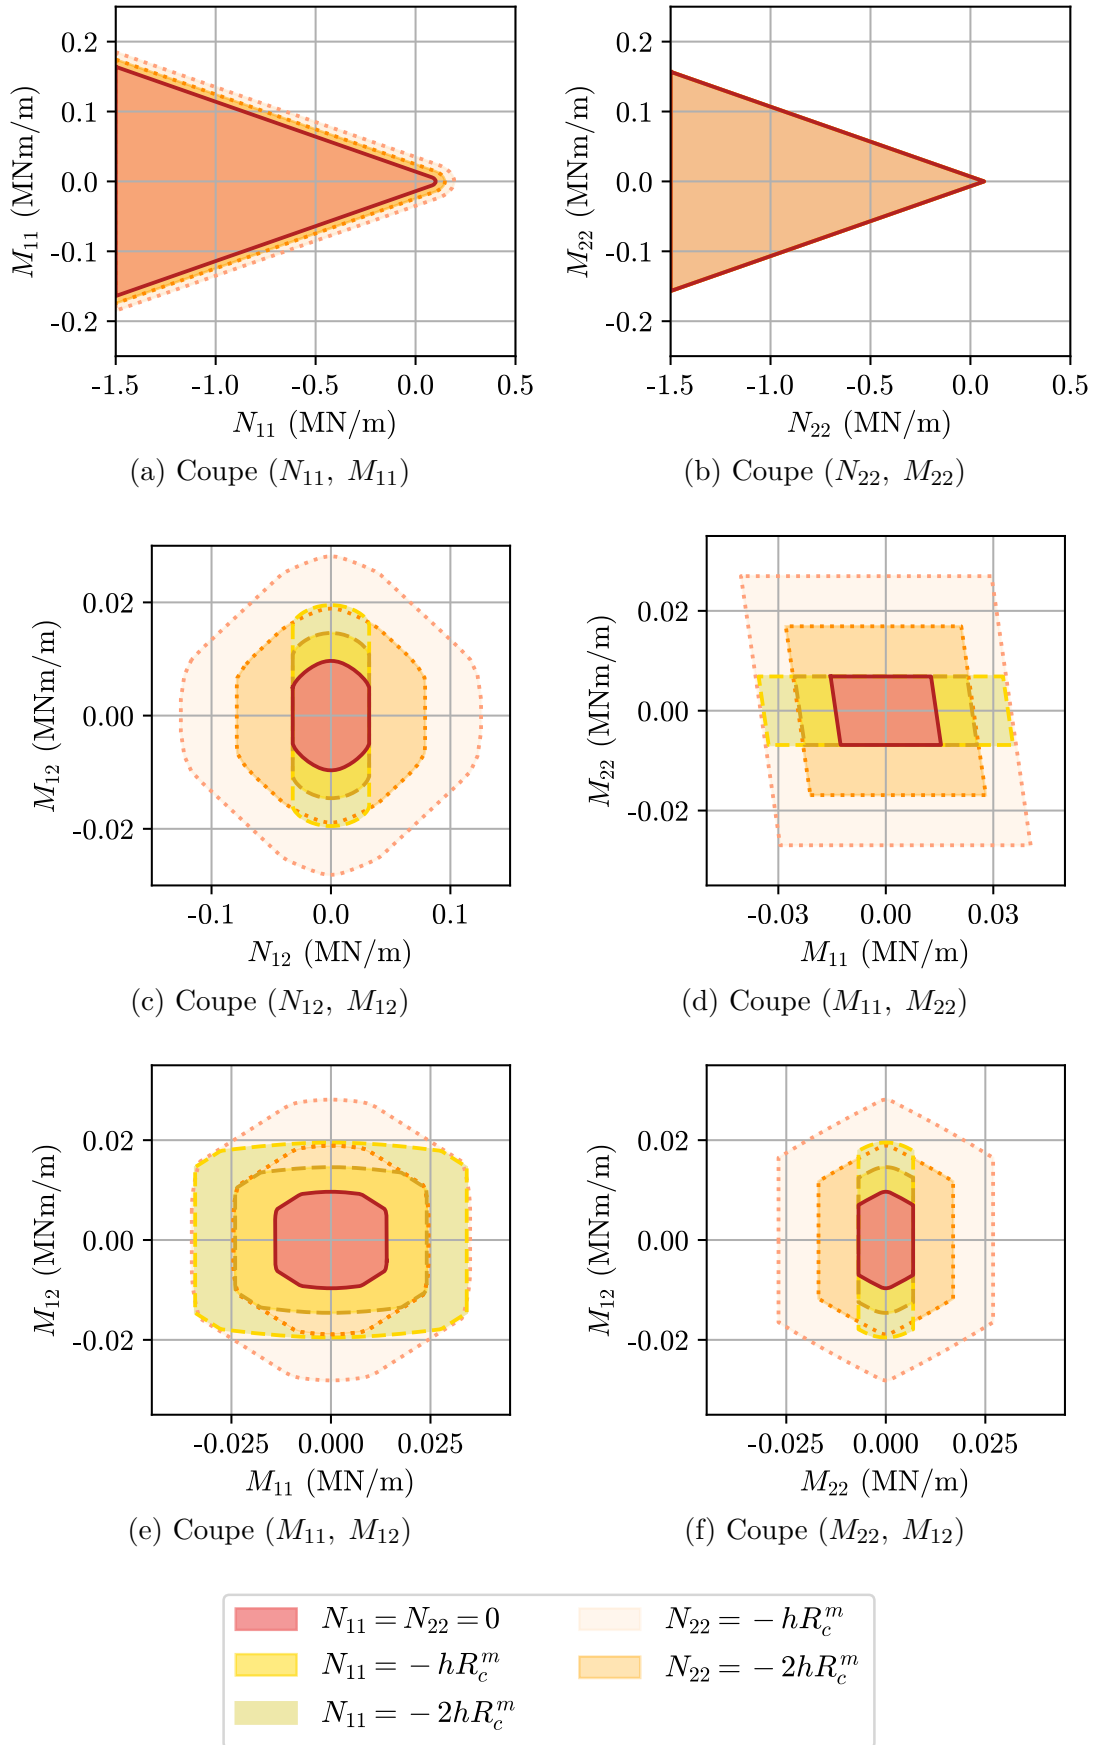 0.2
0.1
0.0
-0.1
-0.2
M11 (MNm/m)
-1.5 -1.0 -0.5 0.0 0.5
N11 (MN/m)
(a) Coupe (N11, M11)
0.2
0.1
0.0
-0.1
-0.2
M22 (MNm/m)
-1.5 -1.0 -0.5 0.0 0.5
N22 (MN/m)
(b) Coupe (N22, M22)
0.02
0.00
-0.02
M12 (MNm/m)
-0.1 0.0 0.1
N12 (MN/m)
(c) Coupe (N12, M12)
0.02
0.00
-0.02
M22 (MNm/m)
-0.03 0.00 0.03
M11 (MN/m)
(d) Coupe (M11, M22)
0.02
0.00
-0.02
M12 (MNm/m)
-0.025 0.000 0.025
M11 (MN/m)
(e) Coupe (M11, M12)
0.02
0.00
-0.02
M12 (MNm/m)
-0.025 0.000 0.025
M22 (MN/m)
(f) Coupe (M22, M12)
N11 = N22 = 0
N11 = −hRcm
N11 = −2hRcm
N22 = −hRcm
N22 = −2hRcm